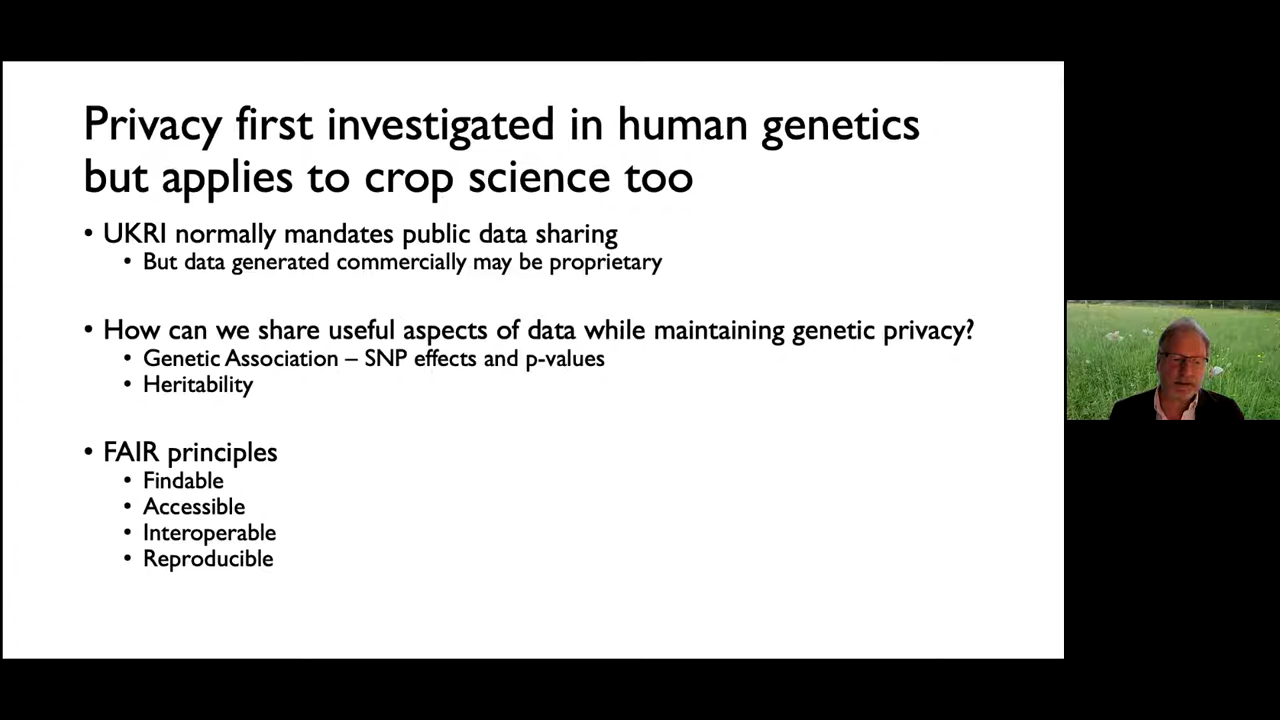 Privacy first investigated in human genetics
but applies to crop science too
• UKRI normally mandates public data sharing
• But data generated commercially may be proprietary
• How can we share useful aspects of data while maintaining genetic privacy?
• Genetic Association – SNP effects and p-values
• Heritability
• FAIR principles
• Findable
• Accessible
• Interoperable
• Reproducible